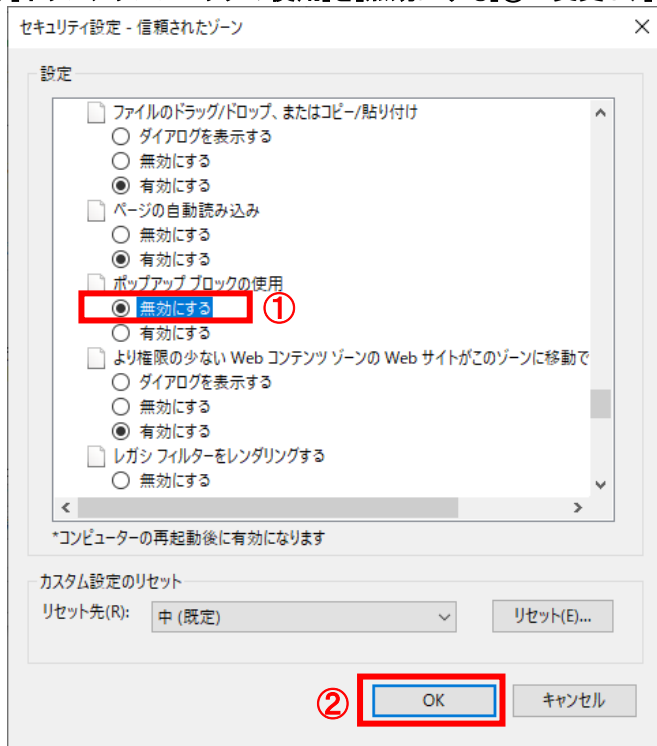 セキュリティ設定 - 信頼されたゾーン
設定
ファイルのドラッグ/ドロップ、またはコピー/貼り付け
ダイアログを表示する
無効にする
有効にする
ページの自動読み込み
無効にする
有効にする
ポップアップ ブロックの使用
無効にする ①
有効にする
より権限の少ない Web コンテンツ ゾーンの Web サイトがこのゾーンに移動で
ダイアログを表示する
無効にする
有効にする
レガシ フィルターをレンダリングする
無効にする
*コンピューターの再起動後に有効になります
カスタム設定のリセット
リセット先(R): 中 (既定) リセット(E)...
② OK キャンセル